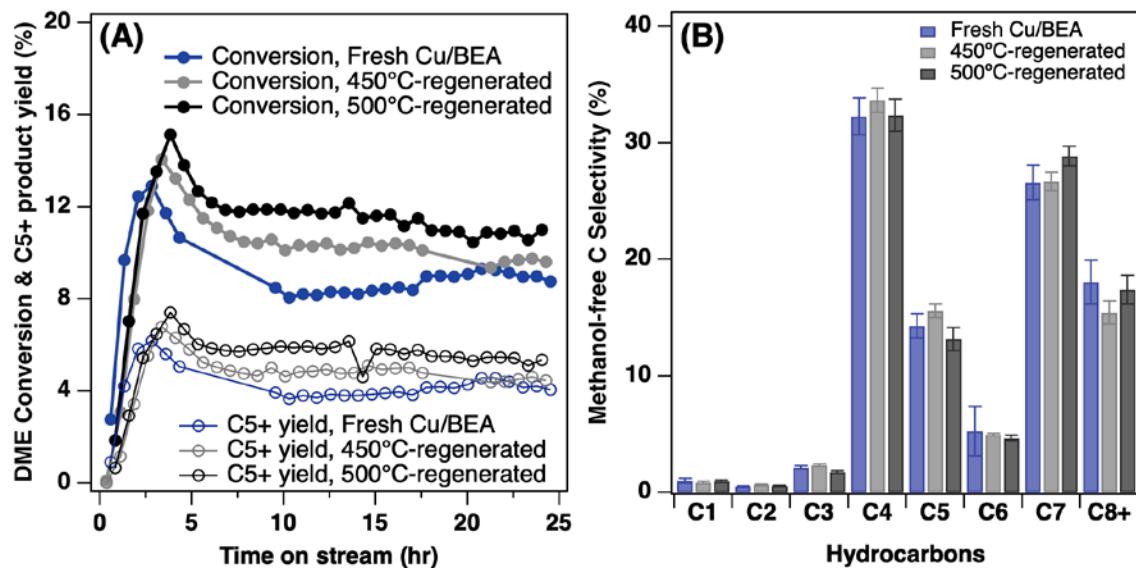 (A)
Conversion, Fresh Cu/BEA
Conversion, 450°C-regenerated
Conversion, 500°C-regenerated
C5+ yield, Fresh Cu/BEA
C5+ yield, 450°C-regenerated
C5+ yield, 500°C-regenerated
DME Conversion & C5+ product yield (%)
20
16
12
8
4
0
0
5
10
15
20
25
Time on stream (hr)
(B)
Fresh Cu/BEA
450ºC-regenerated
500ºC-regenerated
Methanol-free C Selectivity (%)
40
30
20
10
0
C1
C2
C3
C4
C5
C6
C7
C8+
Hydrocarbons